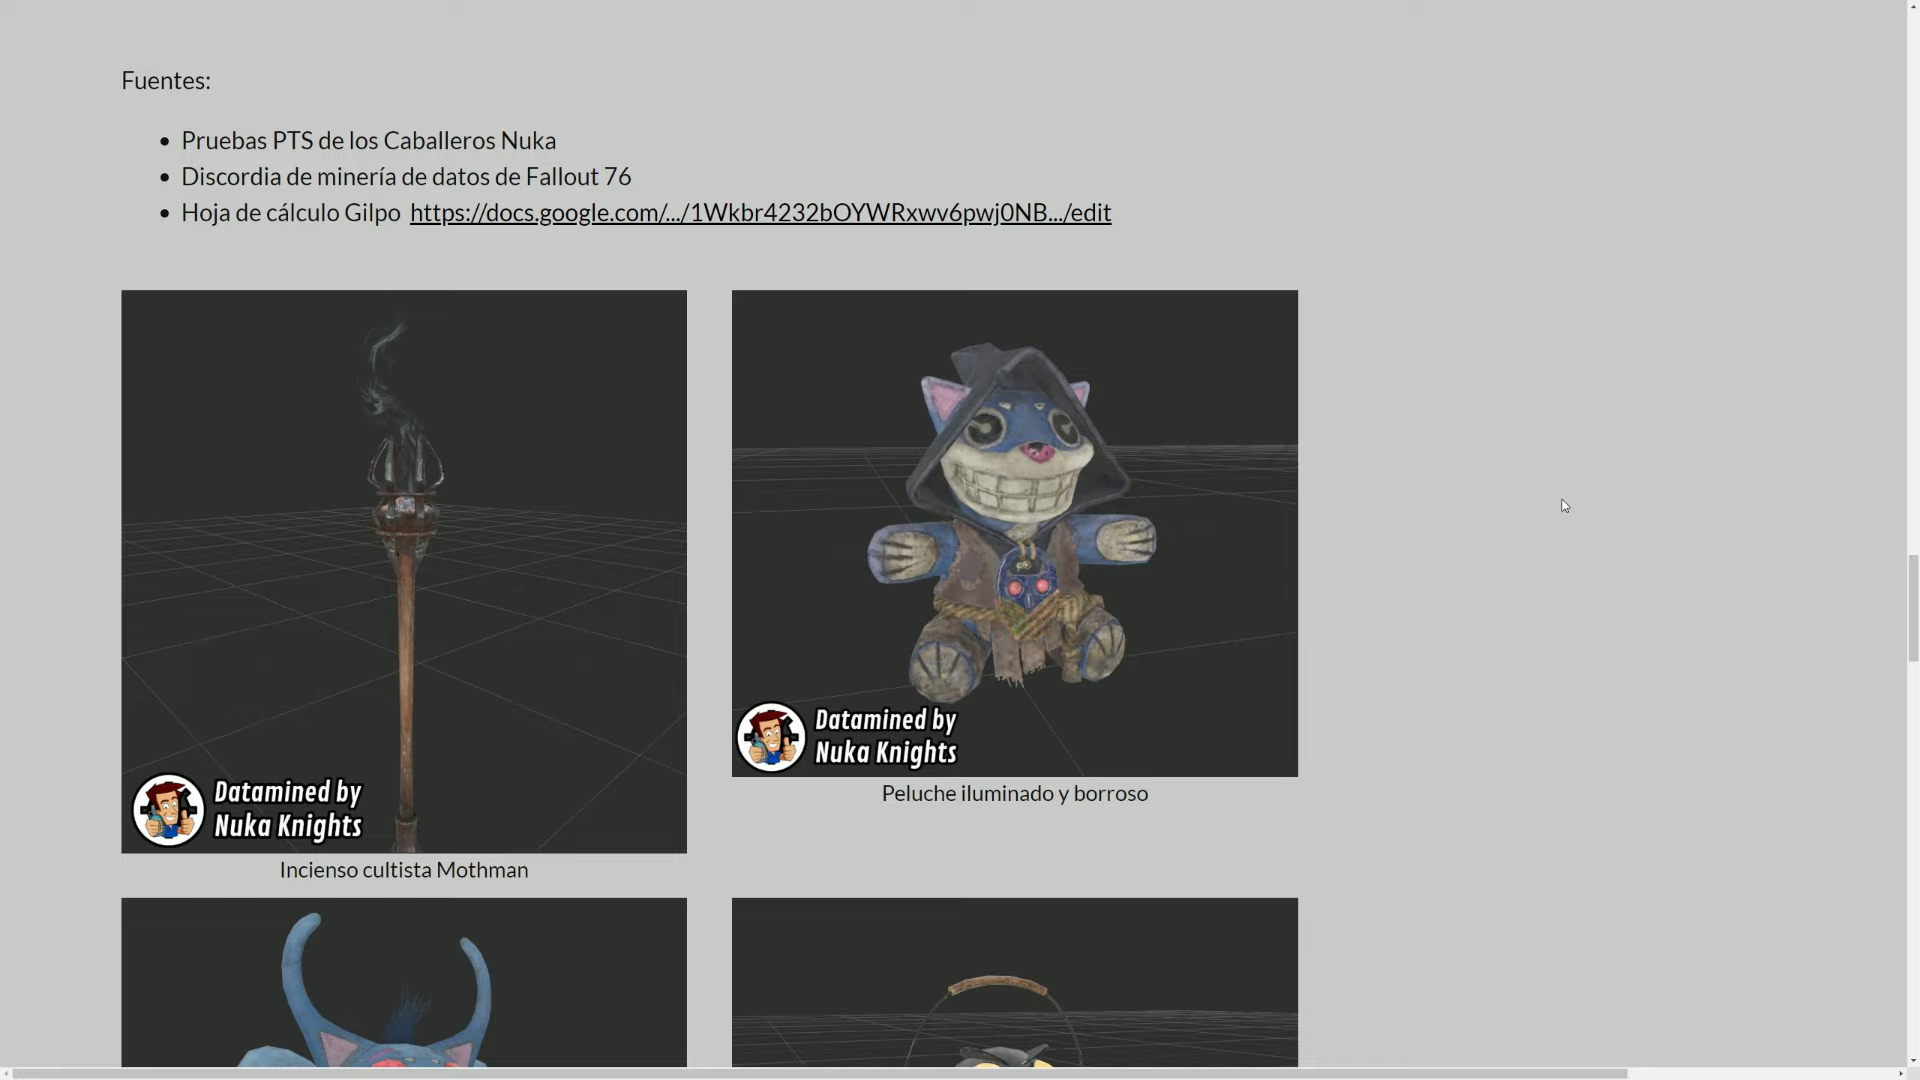 Fuentes:
Pruebas PTS de los Caballeros Nuka
Discordia de minería de datos de Fallout 76
Hoja de cálculo Gilpo https://docs.google.com/.../1Wkbr4232bOYWRxwv6pwj0NB.../edit
Datamined by
Nuka Knights
Incienso cultista Mothman
Datamined by
Nuka Knights
Peluche iluminado y borroso